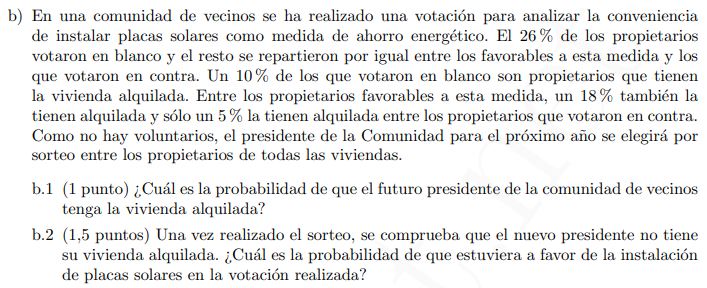 b) En una comunidad de vecinos se ha realizado una votación para analizar la conveniencia
de instalar placas solares como medida de ahorro energético. El 26 % de los propietarios
votaron en blanco y el resto se repartieron por igual entre los favorables a esta medida y los
que votaron en contra. Un 10 % de los que votaron en blanco son propietarios que tienen
la vivienda alquilada. Entre los propietarios favorables a esta medida, un 18 % también la
tienen alquilada y sólo un 5 % la tienen alquilada entre los propietarios que votaron en contra.
Como no hay voluntarios, el presidente de la Comunidad para el próximo año se elegirá por
sorteo entre los propietarios de todas las viviendas.
b.1 (1 punto) ¿Cuál es la probabilidad de que el futuro presidente de la comunidad de vecinos
tenga la vivienda alquilada?
b.2 (1,5 puntos) Una vez realizado el sorteo, se comprueba que el nuevo presidente no tiene
su vivienda alquilada. ¿Cuál es la probabilidad de que estuviera a favor de la instalación
de placas solares en la votación realizada?